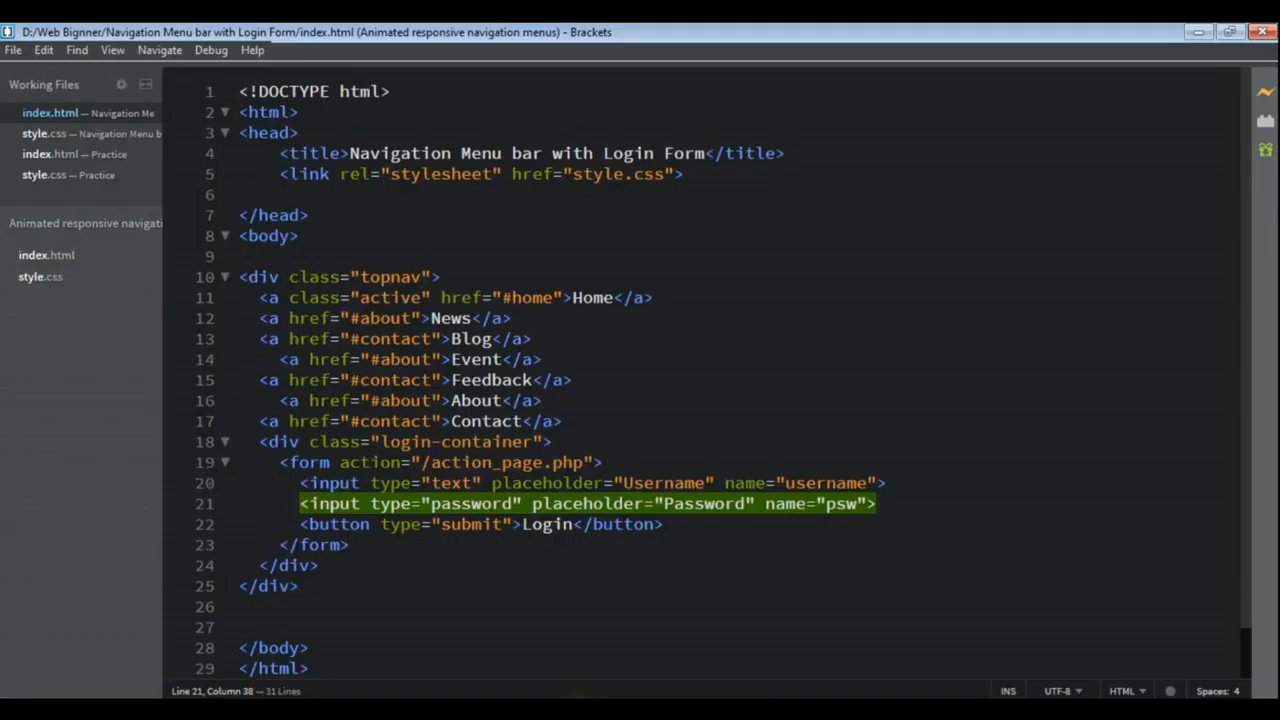 D:/Web Bignner/Navigation Menu bar with Login Form/index.html (Animated responsive navigation menus) - Brackets
File Edit Find View Navigate Debug Help
Working Files
index.html — Navigation Me
style.css — Navigation Menu b
index.html — Practice
style.css — Practice
Animated responsive navigati
index.html
style.css
1 <!DOCTYPE html>
2 <html>
3 <head>
4 <title>Navigation Menu bar with Login Form</title>
5 <link rel="stylesheet" href="style.css">
6
7 </head>
8 <body>
9
10 <div class="topnav">
11 <a class="active" href="#home">Home</a>
12 <a href="#about">News</a>
13 <a href="#contact">Blog</a>
14 <a href="#about">Event</a>
15 <a href="#contact">Feedback</a>
16 <a href="#about">About</a>
17 <a href="#contact">Contact</a>
18 <div class="login-container">
19 <form action="/action_page.php">
20 <input type="text" placeholder="Username" name="username">
21 <input type="password" placeholder="Password" name="psw">
22 <button type="submit">Login</button>
23 </form>
24 </div>
25 </div>
26
27
28 </body>
29 </html>
Line 21, Column 38 — 31 Lines
INS UTF-8 HTML Spaces: 4